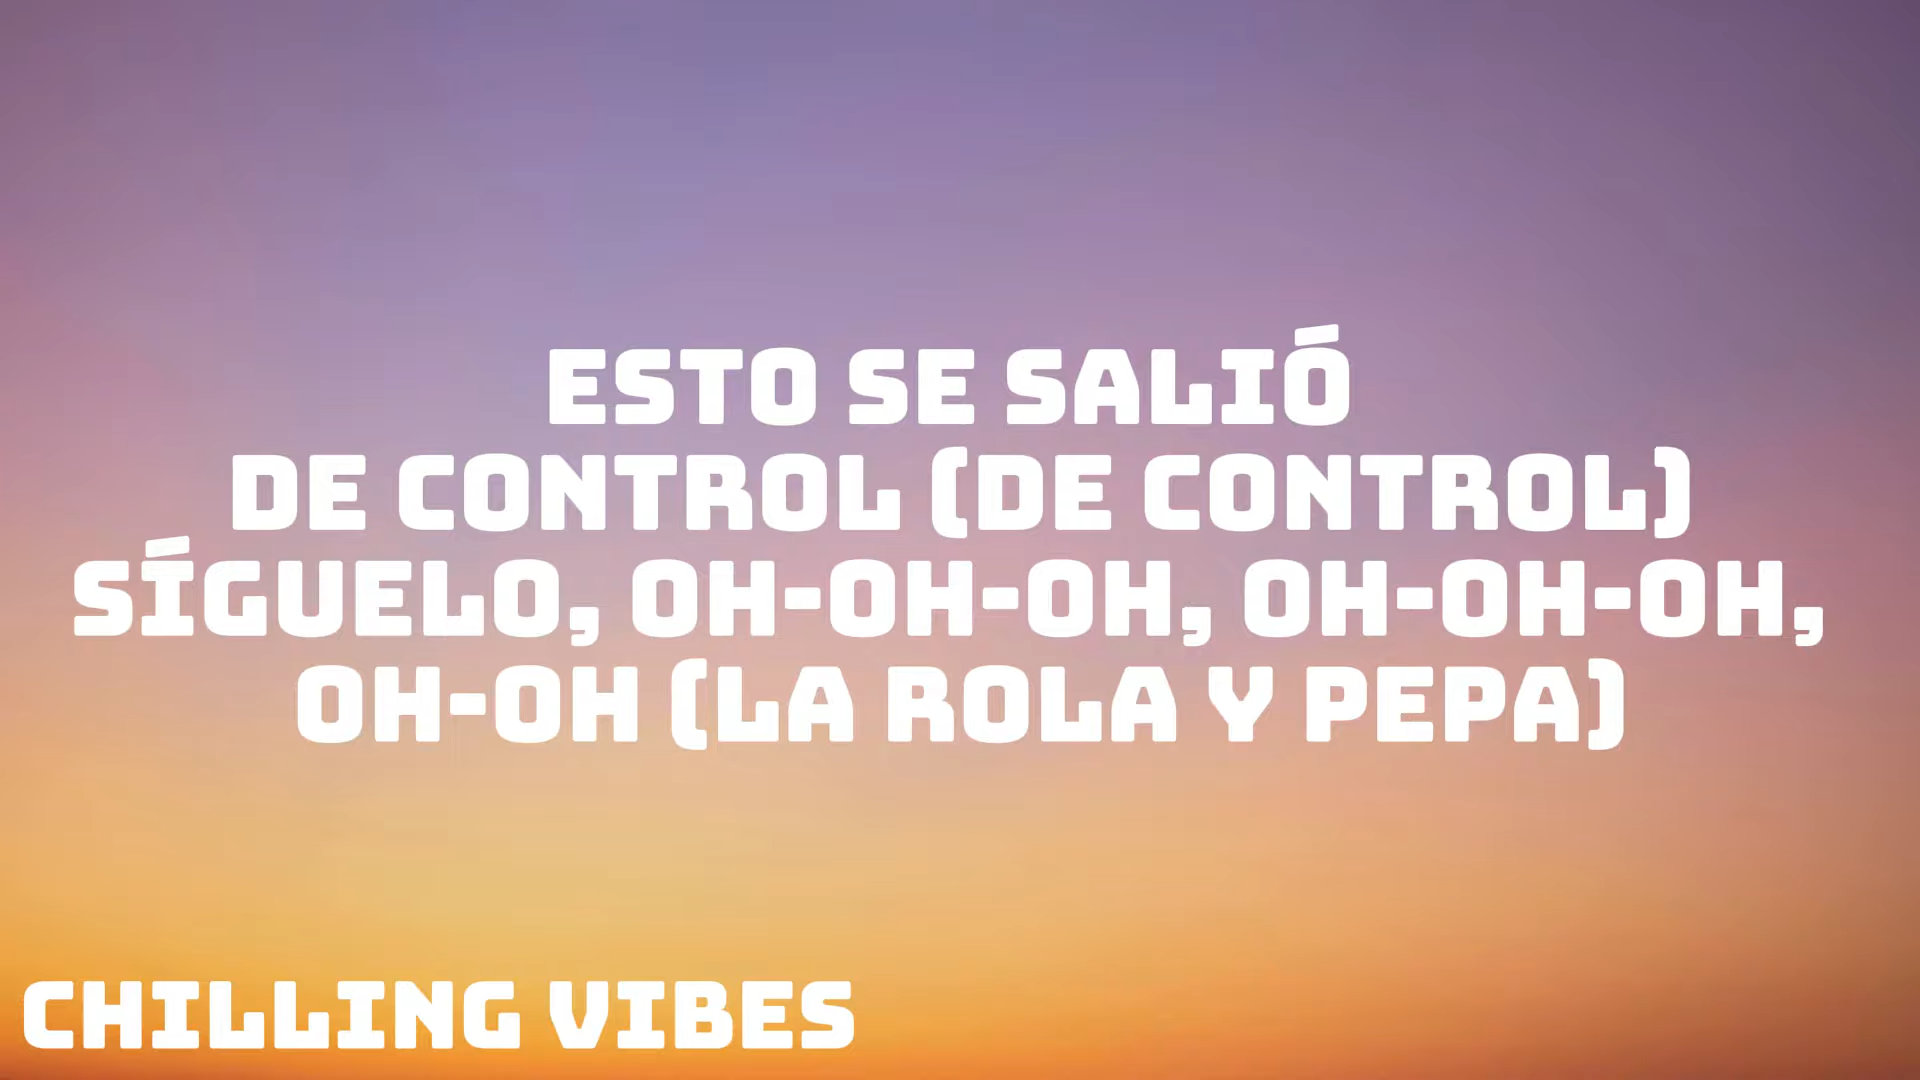 ESTO SE SALIÓ
DE CONTROL (DE CONTROL)
SÍGUELO, OH-OH-OH, OH-OH-OH,
OH-OH (LA ROLA Y PEPA)
CHILLING VIBES